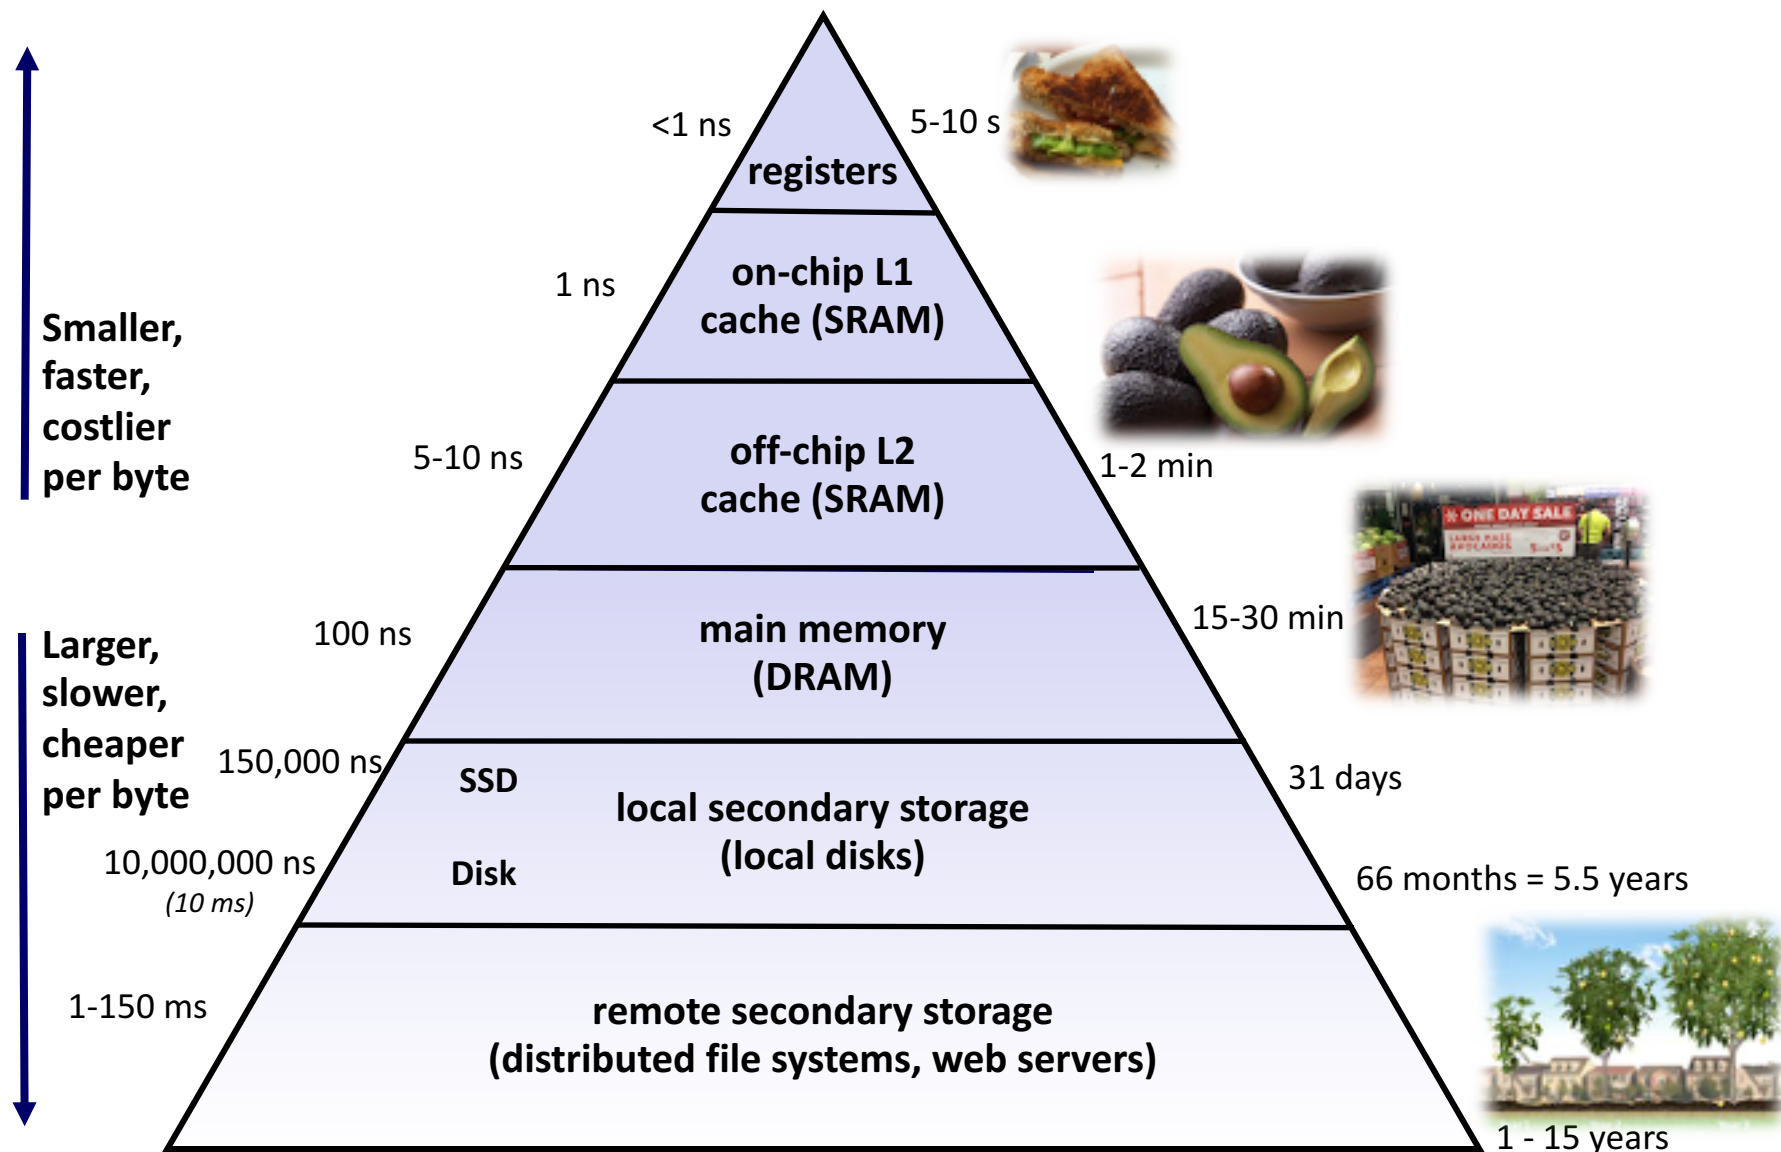 <1 ns
5-10 s
registers
1 ns
on-chip L1
cache (SRAM)
Smaller,
faster,
costlier
per byte
5-10 ns
off-chip L2
cache (SRAM)
1-2 min
* ONE DAY SALE
LARGE HASS
AVOCADOS
100 ns
main memory
(DRAM)
15-30 min
Larger,
slower,
cheaper
per byte
150,000 ns
SSD
local secondary storage
(local disks)
31 days
10,000,000 ns
(10 ms)
Disk
66 months = 5.5 years
1-150 ms
remote secondary storage
(distributed file systems, web servers)
1 - 15 years